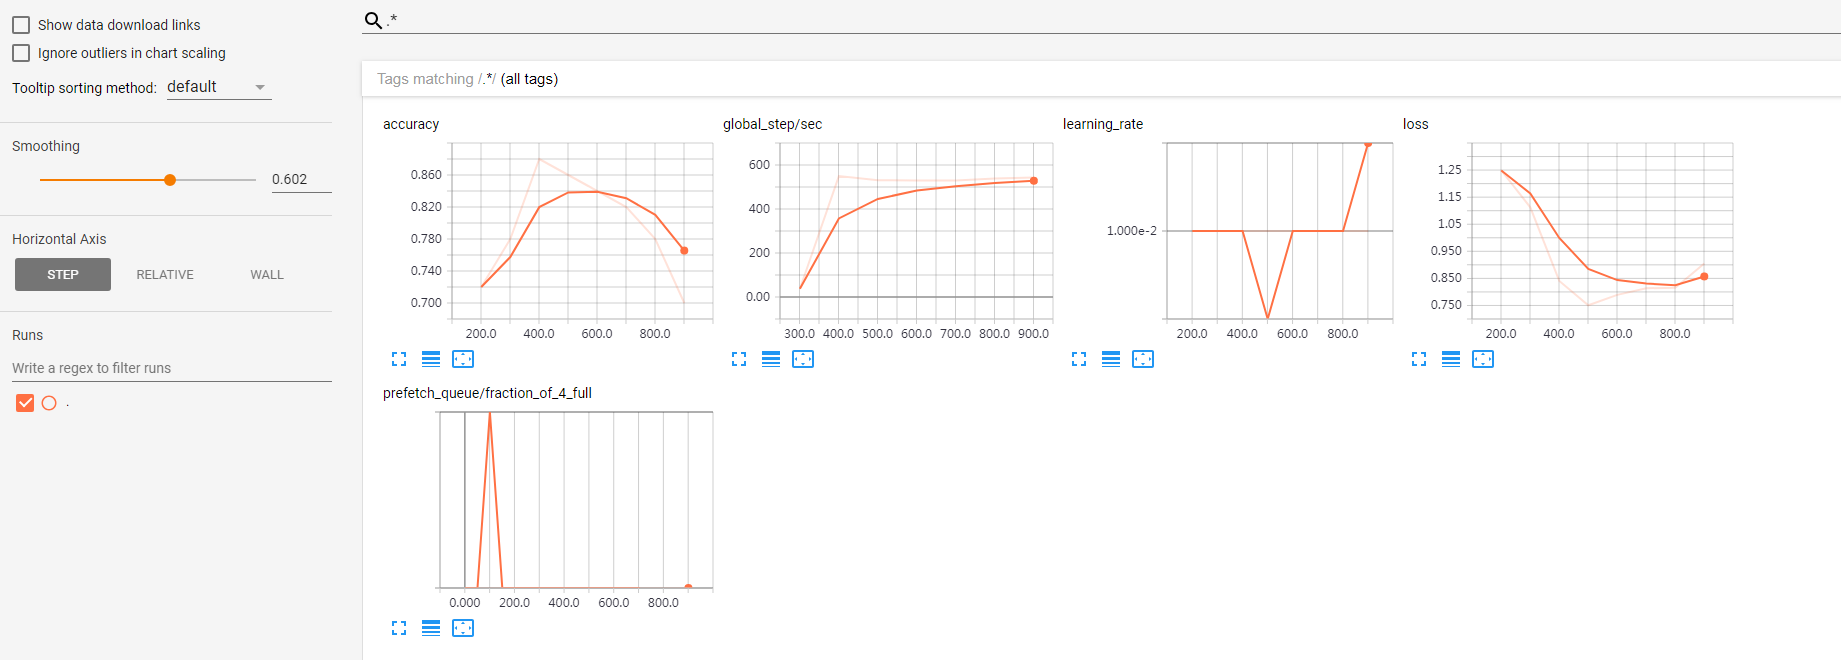 Show data download links
Ignore outliers in chart scaling
Tooltip sorting method: default
Smoothing
0.602
Horizontal Axis
STEP RELATIVE WALL
Runs
Write a regex to filter runs
.
.*
Tags matching /.*/ (all tags)
accuracy
0.860
0.820
0.780
0.740
0.700
200.0 400.0 600.0 800.0
global_step/sec
600
400
200
0.00
300.0 400.0 500.0 600.0 700.0 800.0 900.0
learning_rate
1.000e-2
200.0 400.0 600.0 800.0
loss
1.25
1.15
1.05
0.950
0.850
0.750
200.0 400.0 600.0 800.0
prefetch_queue/fraction_of_4_full
0.000 200.0 400.0 600.0 800.0